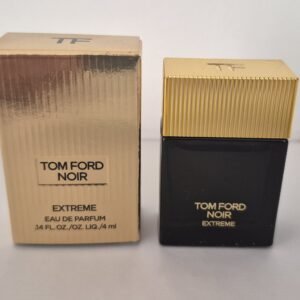 TF
TOM FORD
NOIR
EXTREME
EAU DE PARFUM
.14 FL.OZ./OZ. LIQ./4 ml
TF
TOM FORD
NOIR
EXTREME